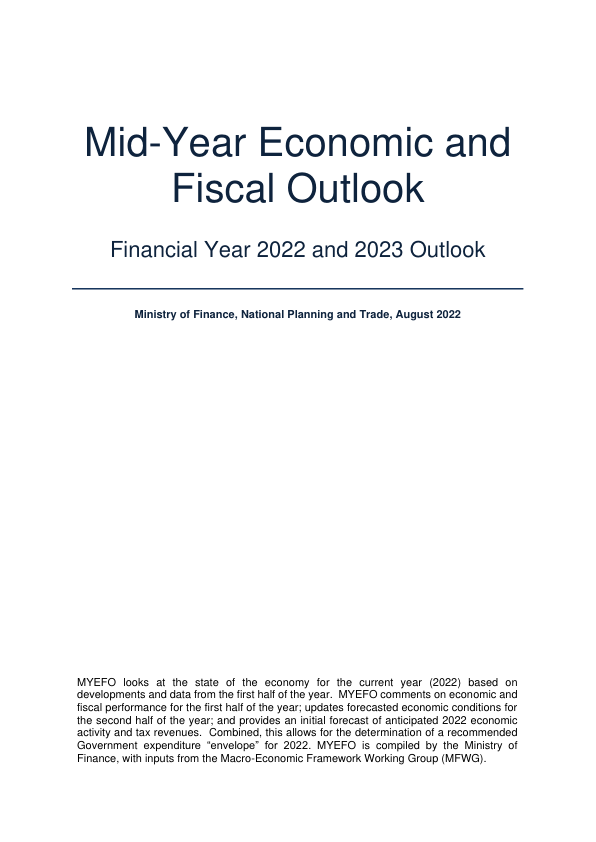 Mid-Year Economic and
Fiscal Outlook
Financial Year 2022 and 2023 Outlook
Ministry of Finance, National Planning and Trade, August 2022
MYEFO looks at the state of the economy for the current year (2022) based on
developments and data from the first half of the year.  MYEFO comments on economic and
fiscal performance for the first half of the year; updates forecasted economic conditions for
the second half of the year; and provides an initial forecast of anticipated 2022 economic
activity and tax revenues.  Combined, this allows for the determination of a recommended
Government expenditure “envelope” for 2022. MYEFO is compiled by the Ministry of
Finance, with inputs from the Macro-Economic Framework Working Group (MFWG).